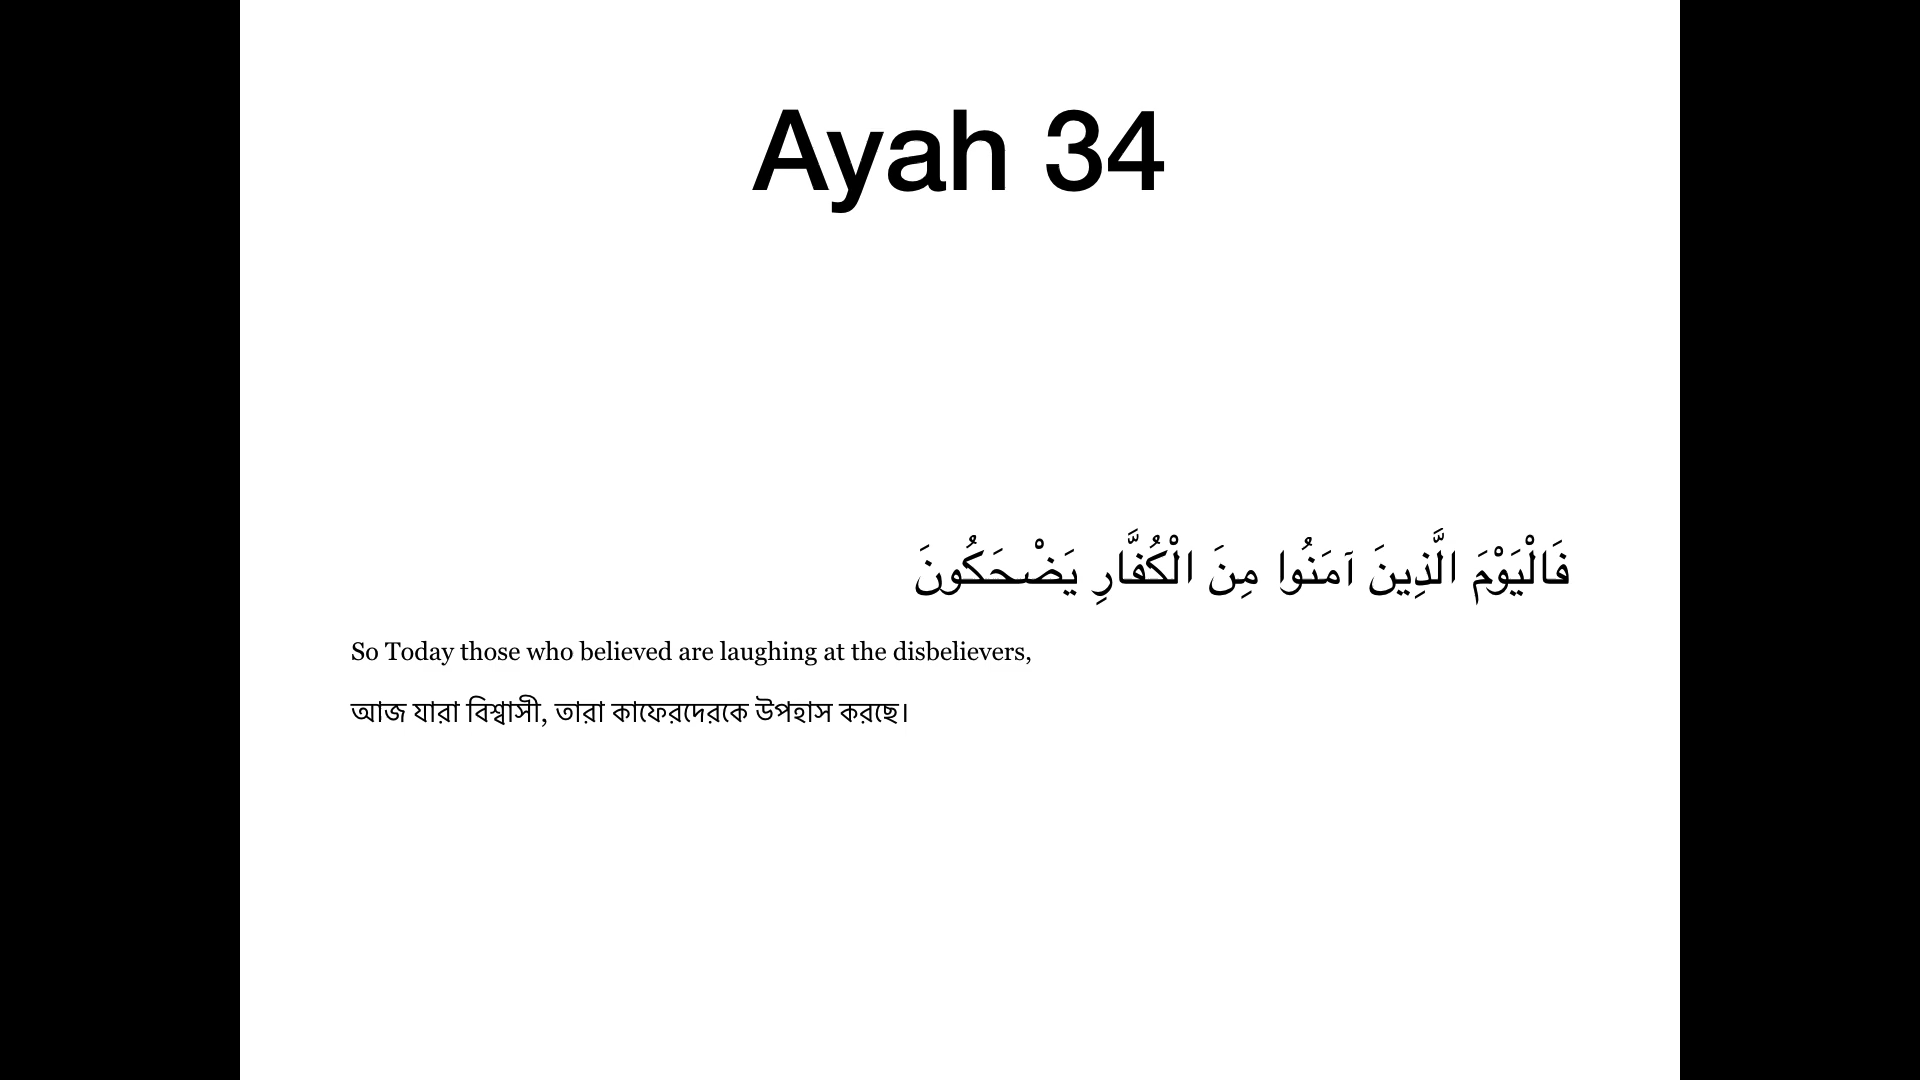 Ayah 34
فَالْيَوْمَ الَّذِينَ آمَنُوا مِنَ الْكُفَّارِ يَضْحَكُونَ
So Today those who believed are laughing at the disbelievers,
আজ যারা বিশ্বাসী, তারা কাফেরদেরকে উপহাস করছে।